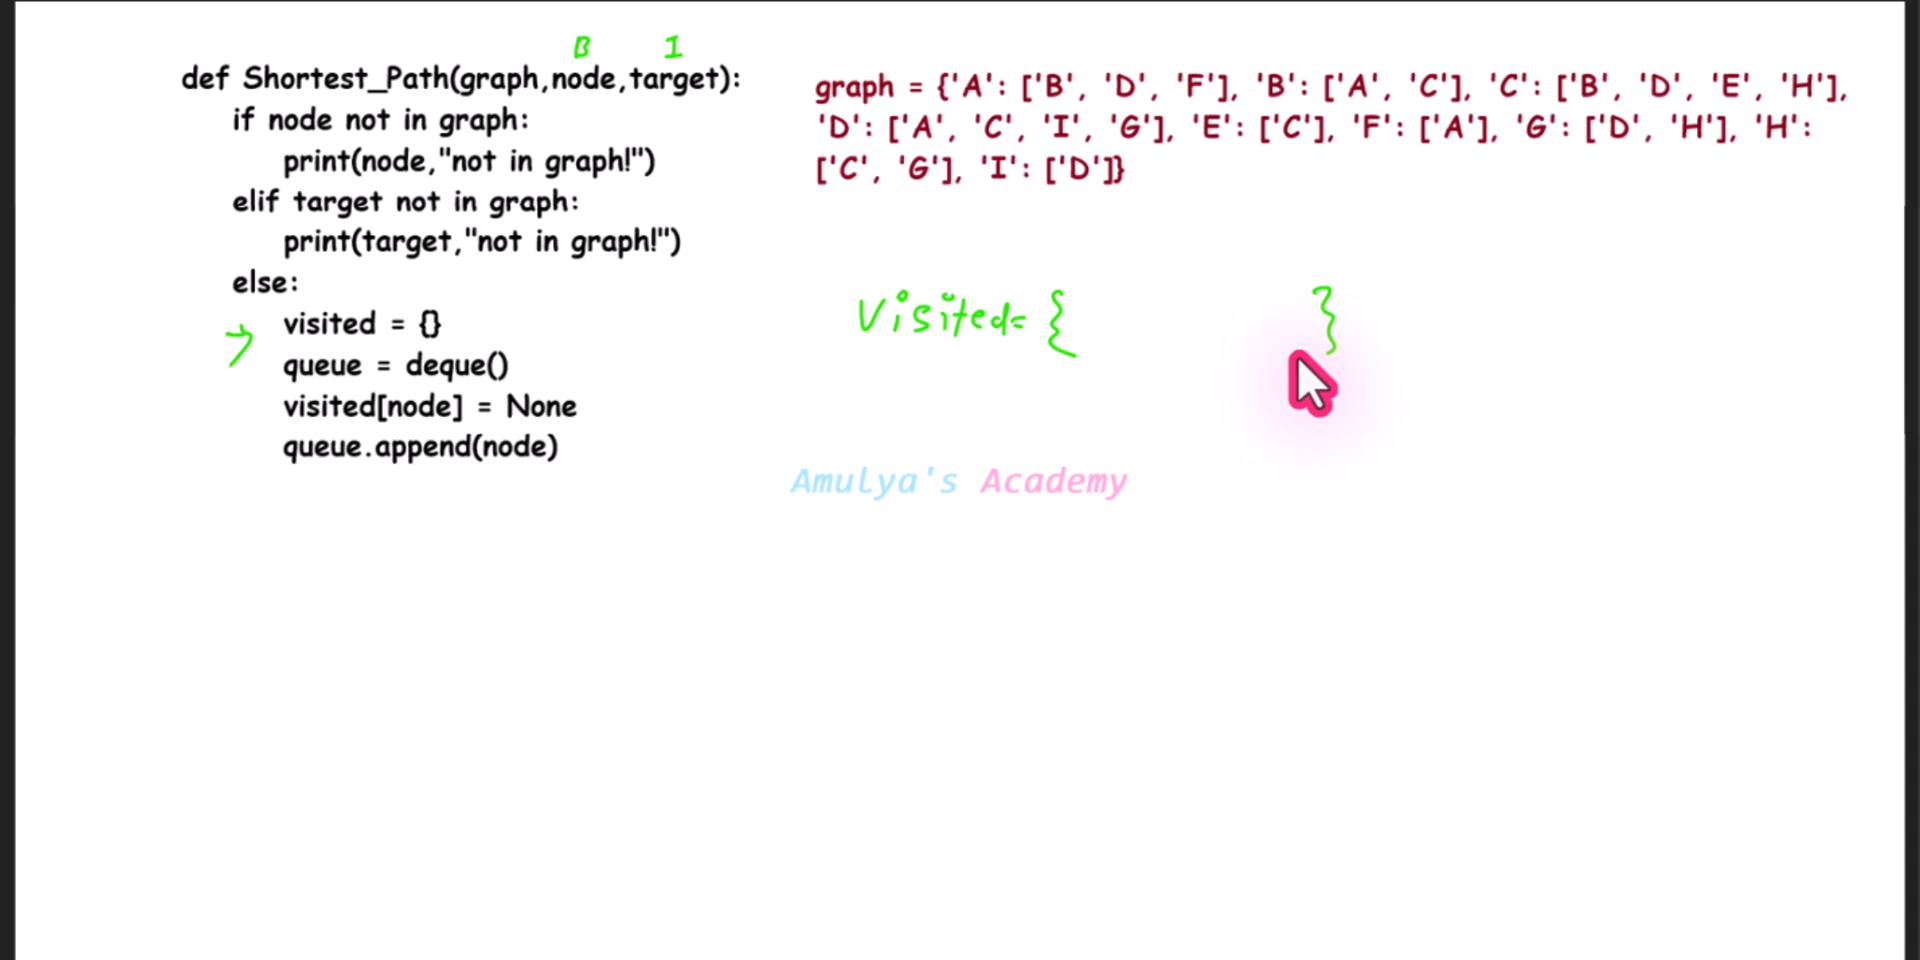 B I
def Shortest_Path(graph,node,target):
if node not in graph:
print(node,"not in graph!")
elif target not in graph:
print(target,"not in graph!")
else:
visited = {}
queue = deque()
visited[node] = None
queue.append(node)
graph = {'A': ['B', 'D', 'F'], 'B': ['A', 'C'], 'C': ['B', 'D', 'E', 'H'],
'D': ['A', 'C', 'I', 'G'], 'E': ['C'], 'F': ['A'], 'G': ['D', 'H'], 'H':
['C', 'G'], 'I': ['D']}
Visited= { }
Amulya's Academy